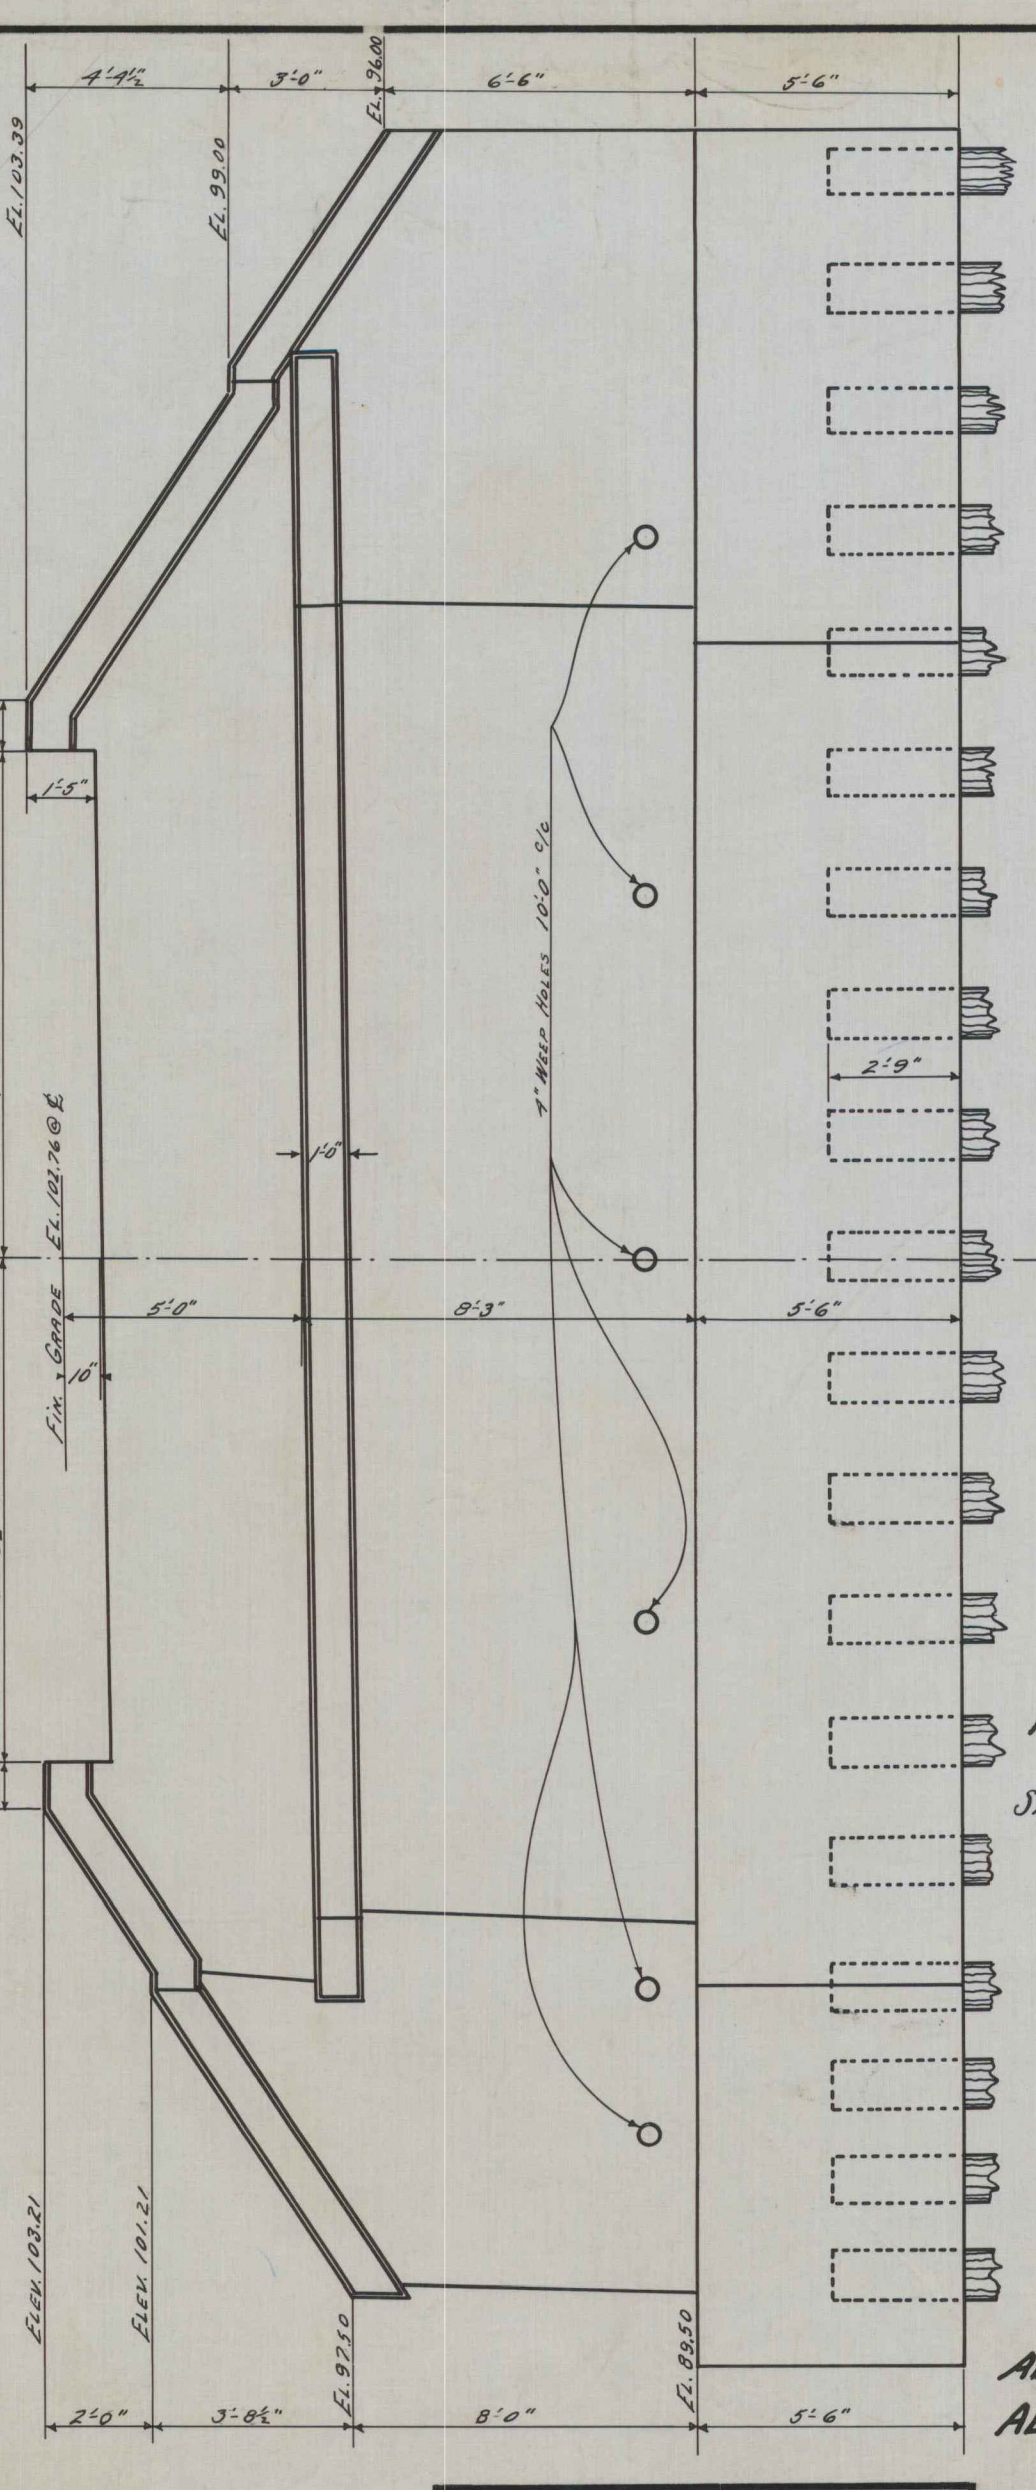 4'-4½"
3'-0"
6'-6"
5'-6"
EL. 103.39
EL. 99.00
EL. 96.00
1'-5"
4" WEEP HOLES 10'-0" c/c
2'-9"
FIN. GRADE EL. 102.76 @ ℄
1'-0"
5'-0"
8'-3"
5'-6"
10"
ELEV. 103.21
ELEV. 101.21
EL. 97.50
EL. 89.50
2'-0"
3'-8½"
8'-0"
5'-6"